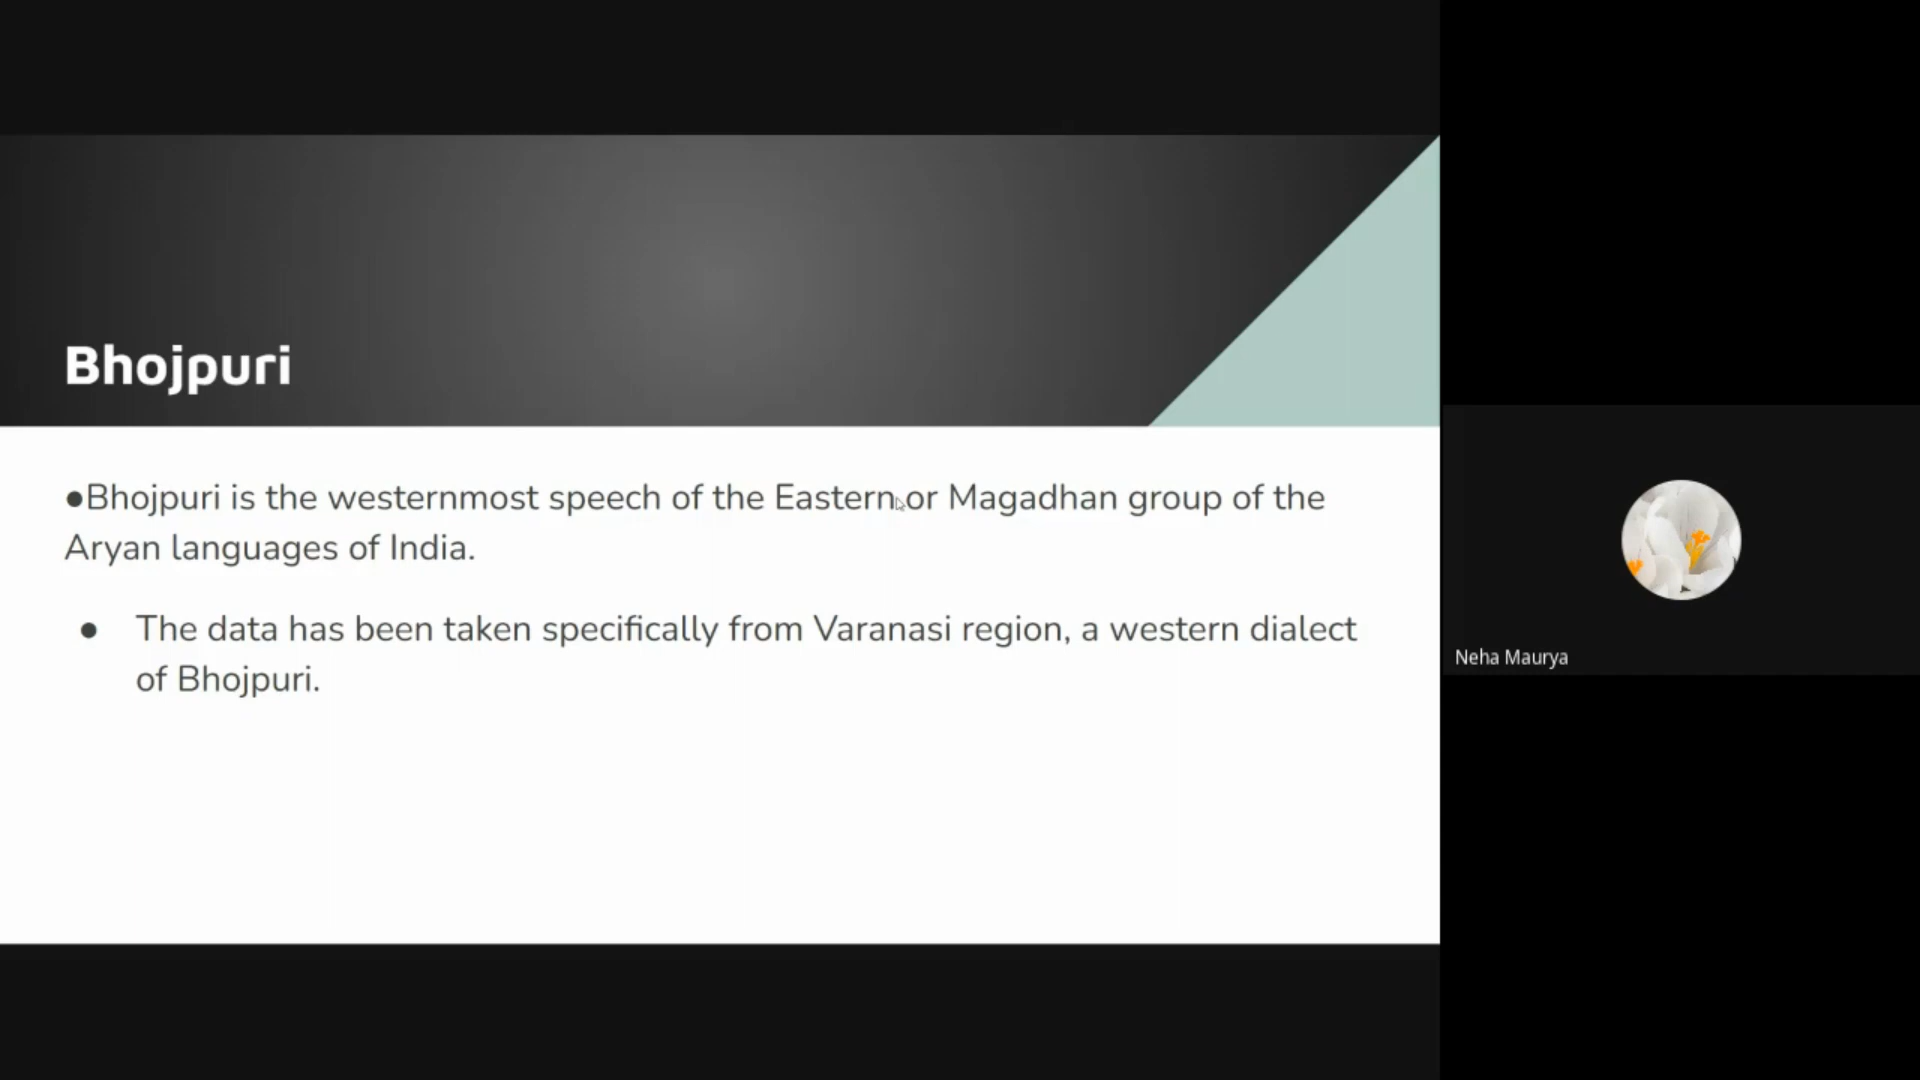 Bhojpuri
●Bhojpuri is the westernmost speech of the Eastern or Magadhan group of the
Aryan languages of India.
● The data has been taken specifically from Varanasi region, a western dialect
of Bhojpuri.
Neha Maurya